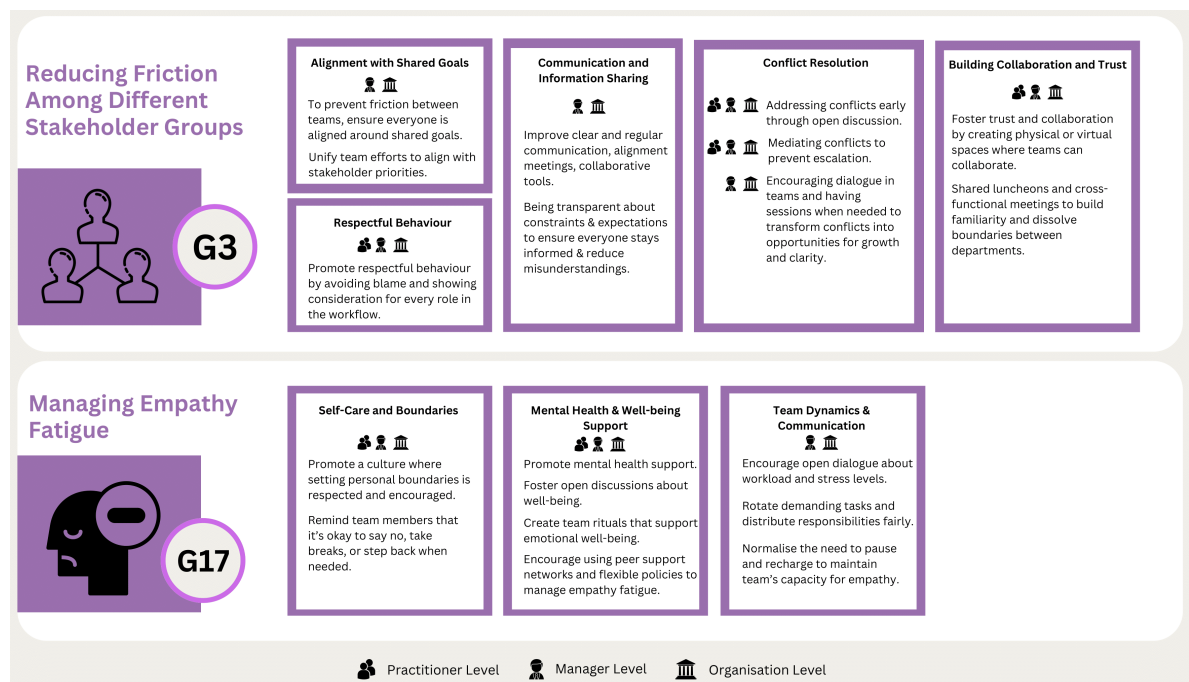 Reducing Friction
Among Different
Stakeholder Groups
G3
Alignment with Shared Goals
To prevent friction between
teams, ensure everyone is
aligned around shared goals.
Unify team efforts to align with
stakeholder priorities.
Respectful Behaviour
Promote respectful behaviour
by avoiding blame and showing
consideration for every role in
the workflow.
Communication and
Information Sharing
Improve clear and regular
communication, alignment
meetings, collaborative
tools.
Being transparent about
constraints & expectations
to ensure everyone stays
informed & reduce
misunderstandings.
Conflict Resolution
Addressing conflicts early
through open discussion.
Mediating conflicts to
prevent escalation.
Encouraging dialogue in
teams and having
sessions when needed to
transform conflicts into
opportunities for growth
and clarity.
Building Collaboration and Trust
Foster trust and collaboration
by creating physical or virtual
spaces where teams can
collaborate.
Shared luncheons and cross-
functional meetings to build
familiarity and dissolve
boundaries between
departments.
Managing Empathy
Fatigue
G17
Self-Care and Boundaries
Promote a culture where
setting personal boundaries is
respected and encouraged.
Remind team members that
it's okay to say no, take
breaks, or step back when
needed.
Mental Health & Well-being
Support
Promote mental health support.
Foster open discussions about
well-being.
Create team rituals that support
emotional well-being.
Encourage using peer support
networks and flexible policies to
manage empathy fatigue.
Team Dynamics &
Communication
Encourage open dialogue about
workload and stress levels.
Rotate demanding tasks and
distribute responsibilities fairly.
Normalise the need to pause
and recharge to maintain
team's capacity for empathy.
Practitioner Level
Manager Level
Organisation Level